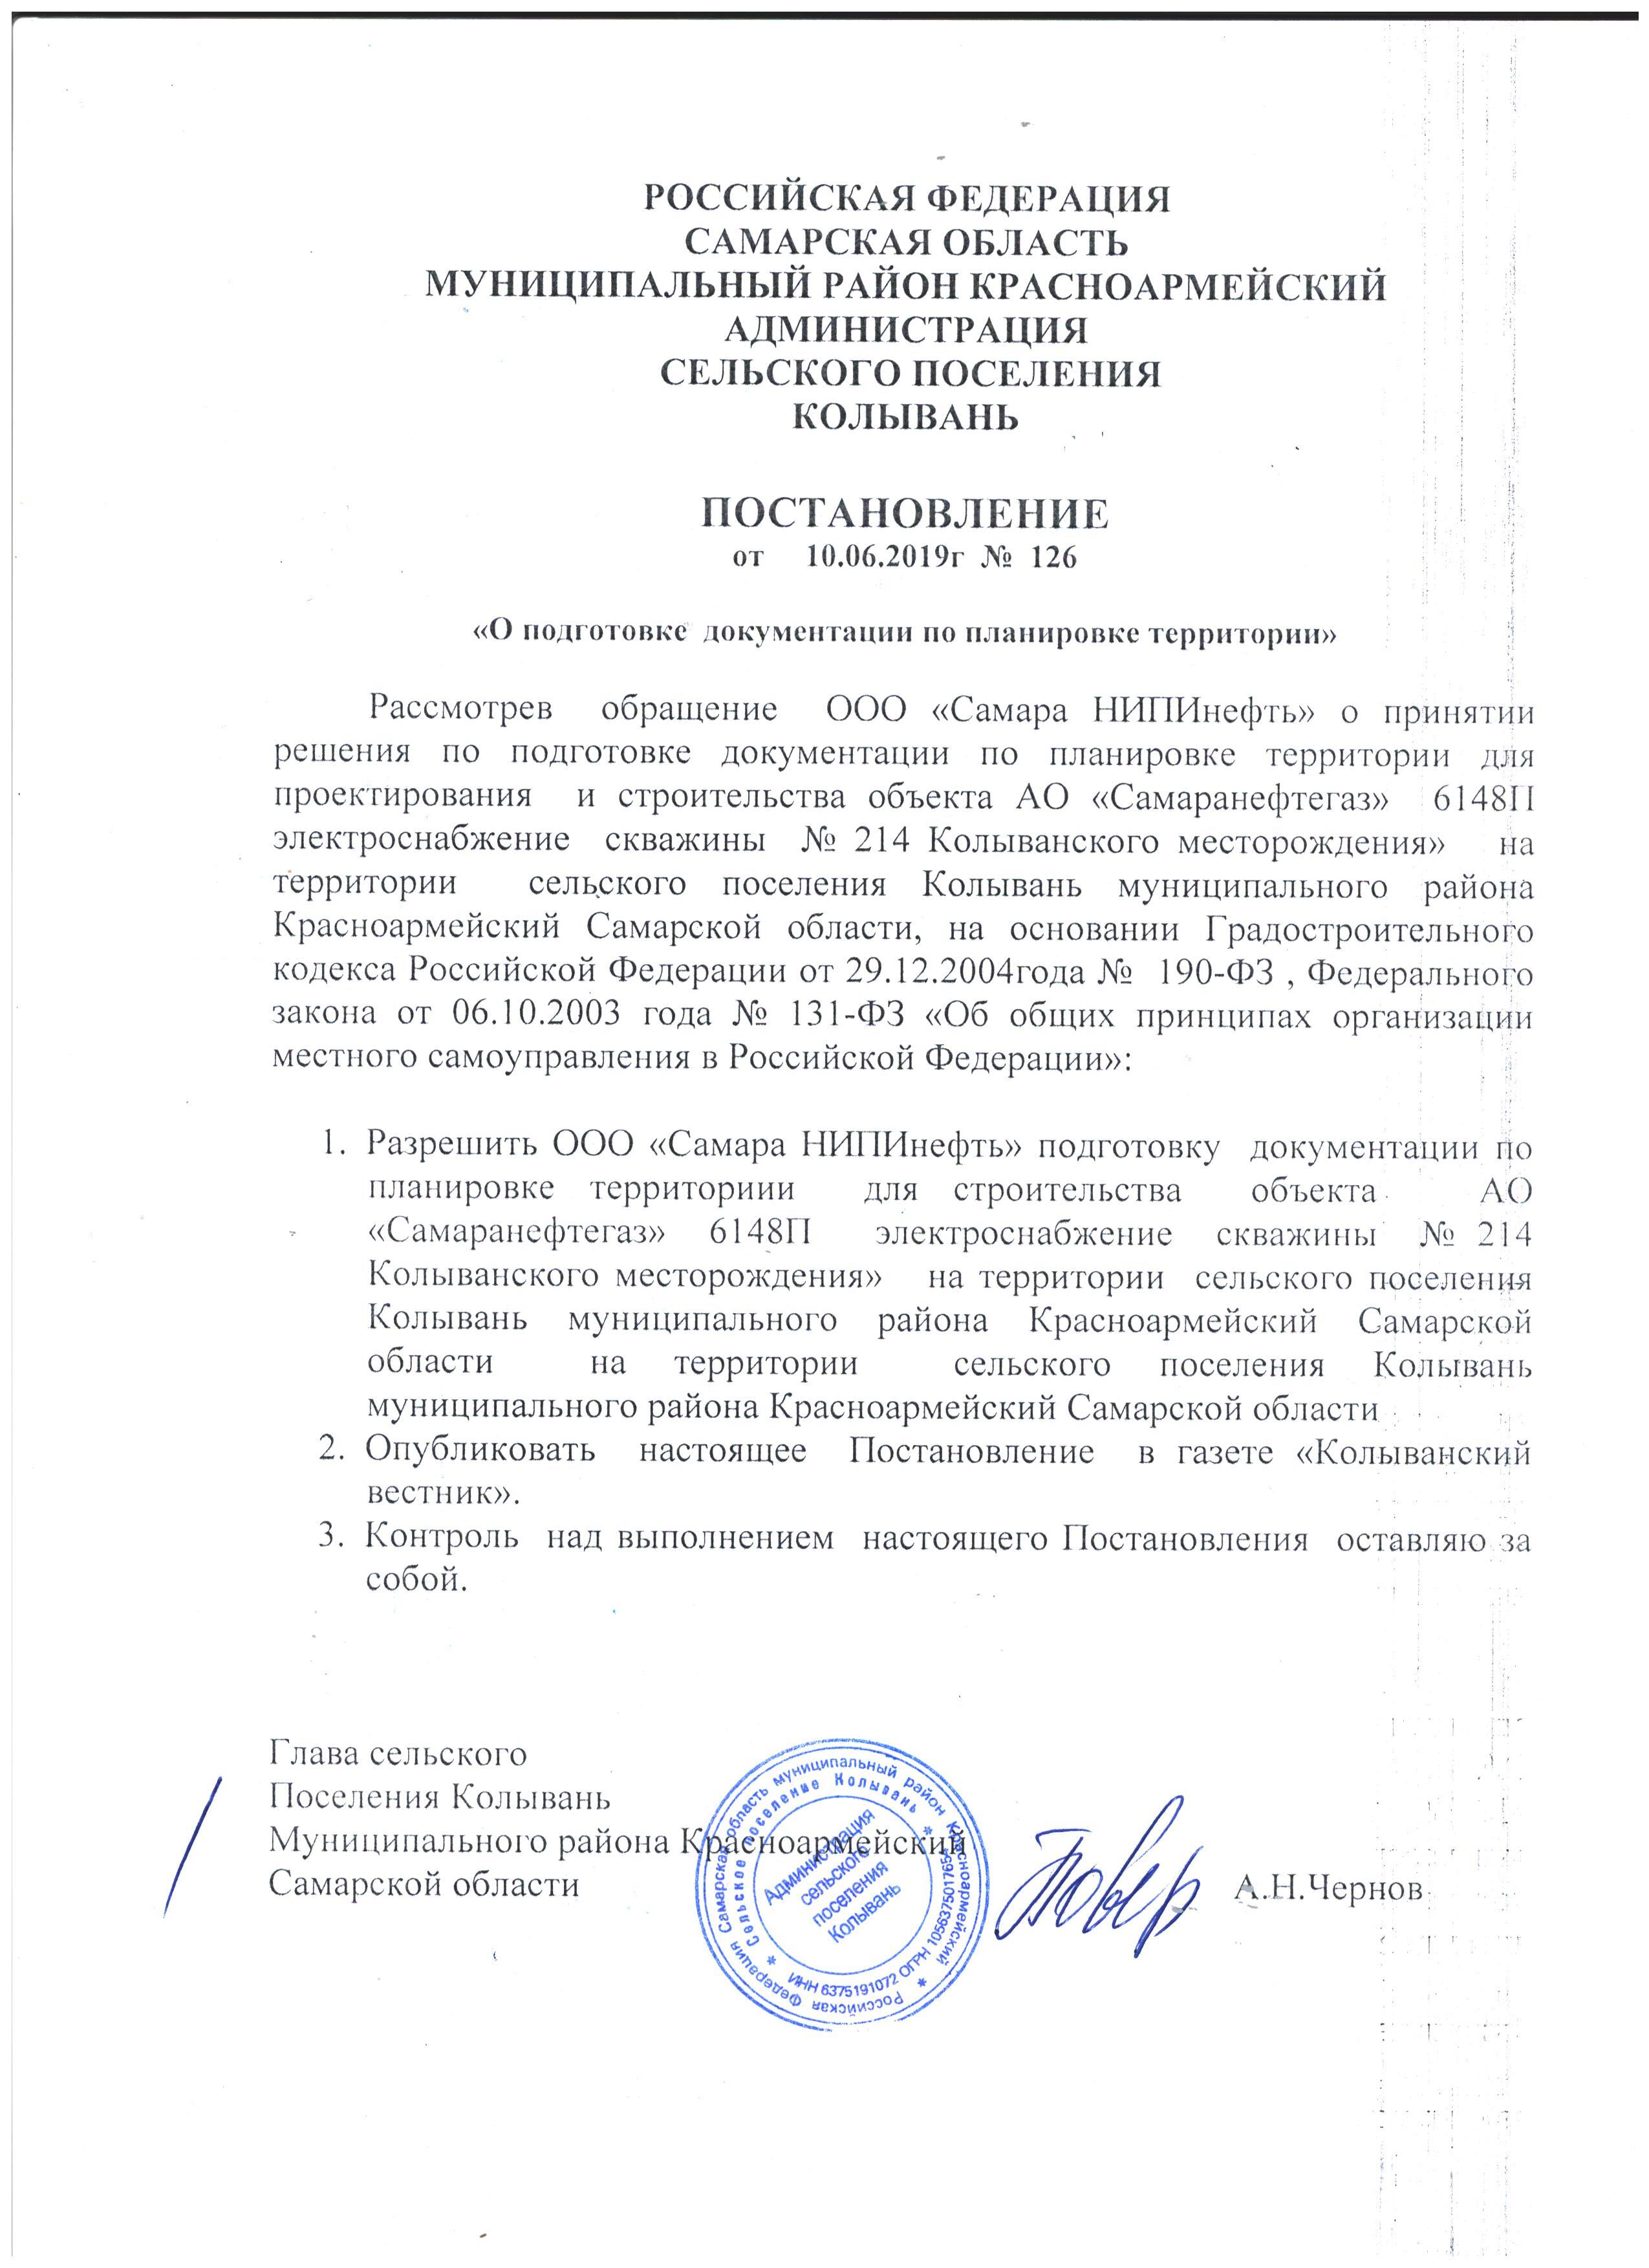 РОССИЙСКАЯ ФЕДЕРАЦИЯ
САМАРСКАЯ ОБЛАСТЬ
МУНИЦИПАЛЬНЫЙ РАЙОН КРАСНОАРМЕЙСКИЙ
АДМИНИСТРАЦИЯ
СЕЛЬСКОГО ПОСЕЛЕНИЯ
КОЛЫВАНЬ
ПОСТАНОВЛЕНИЕ
от 10.06.2019г № 126
«О подготовке документации по планировке территории»
Рассмотрев обращение ООО «Самара НИПИнефть» о принятии
решения по подготовке документации по планировке территории для
проектирования и строительства объекта АО «Самаранефтегаз» 6148П
электроснабжение скважины № 214 Колыванского месторождения» на
территории сельского поселения Колывань муниципального района
Красноармейский Самарской области, на основании Градостроительного
кодекса Российской Федерации от 29.12.2004года № 190-ФЗ , Федерального
закона от 06.10.2003 года № 131-ФЗ «Об общих принципах организации
местного самоуправления в Российской Федерации»:
1. Разрешить ООО «Самара НИПИнефть» подготовку документации по
планировке территориии для строительства объекта АО
«Самаранефтегаз» 6148П электроснабжение скважины № 214
Колыванского месторождения» на территории сельского поселения
Колывань муниципального района Красноармейский Самарской
области на территории сельского поселения Колывань
муниципального района Красноармейский Самарской области
2. Опубликовать настоящее Постановление в газете «Колыванский
вестник».
3. Контроль над выполнением настоящего Постановления оставляю за
собой.
Глава сельского
Поселения Колывань
Муниципального района Красноармейский
Самарской области
А.Н.Чернов
Российская Федерация Самарская область муниципальный район Красноармейский
Сельское поселение Колывань
ИНН 6375191072 ОГРН 1056375017657
Администрация
сельского
поселения
Колывань